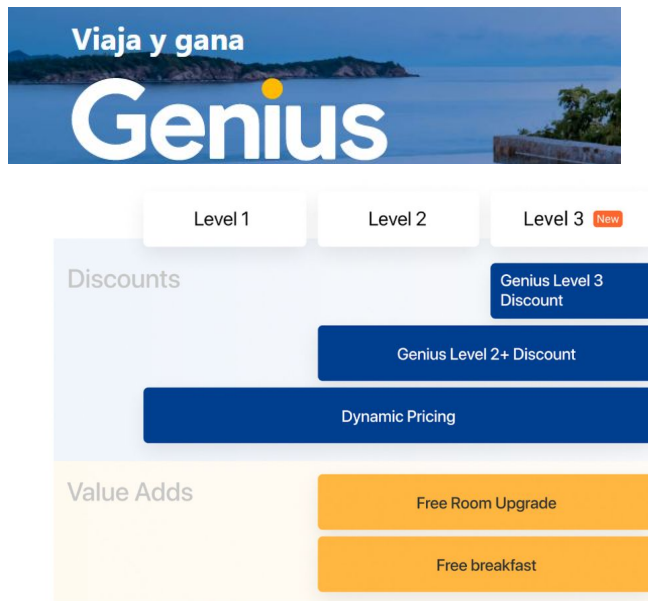 Viaja y gana
Genius
Level 1
Level 2
Level 3 New
Discounts
Genius Level 3
Discount
Genius Level 2+ Discount
Dynamic Pricing
Value Adds
Free Room Upgrade
Free breakfast